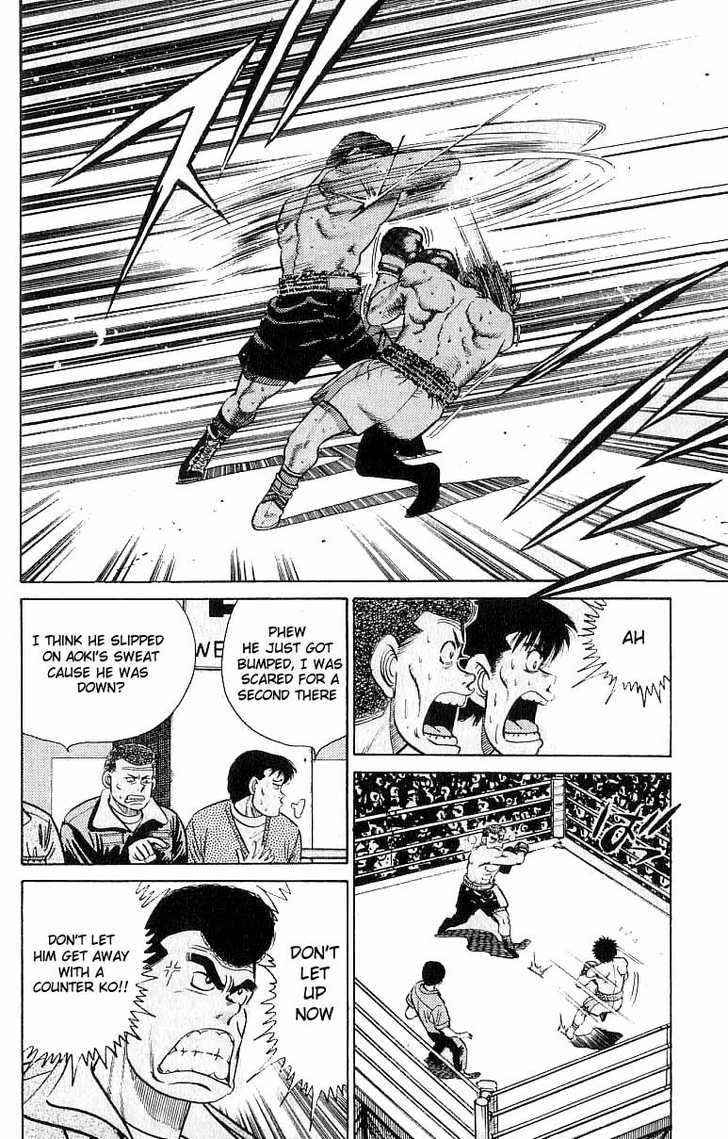 AH
PHEW
HE JUST GOT
BUMPED, I WAS
SCARED FOR A
SECOND THERE
I THINK HE SLIPPED
ON AOKI'S SWEAT
CAUSE HE WAS
DOWN?
WE
DON'T
LET
UP
NOW
DON'T LET
HIM GET AWAY
WITH A
COUNTER KO!!